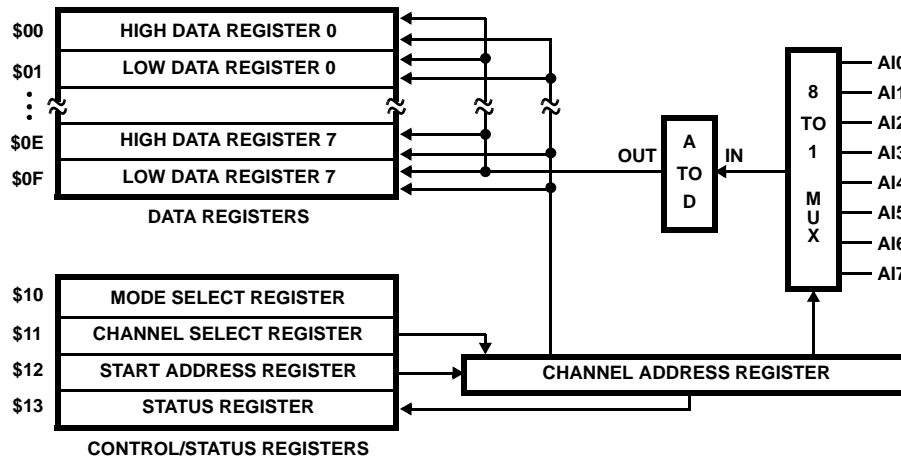 $00 HIGH DATA REGISTER 0
$01 LOW DATA REGISTER 0
$0E HIGH DATA REGISTER 7
$0F LOW DATA REGISTER 7
DATA REGISTERS
OUT
A TO D
IN
8 TO 1 MUX
AI0
AI1
AI2
AI3
AI4
AI5
AI6
AI7
$10 MODE SELECT REGISTER
$11 CHANNEL SELECT REGISTER
$12 START ADDRESS REGISTER
$13 STATUS REGISTER
CONTROL/STATUS REGISTERS
CHANNEL ADDRESS REGISTER